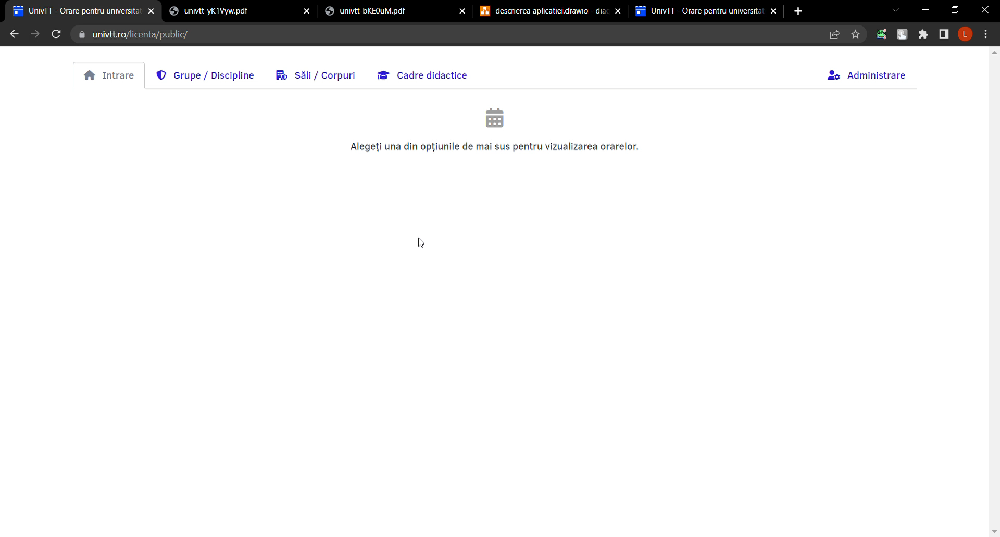 UnivTT - Orare pentru universitat
univtt-yK1Vyw.pdf
univtt-bKE0uM.pdf
descrierea aplicatiei.drawio - diag
UnivTT - Orare pentru universitat
univtt.ro/licenta/public/
L
Intrare
Grupe / Discipline
Săli / Corpuri
Cadre didactice
Administrare
Alegeți una din opțiunile de mai sus pentru vizualizarea orarelor.